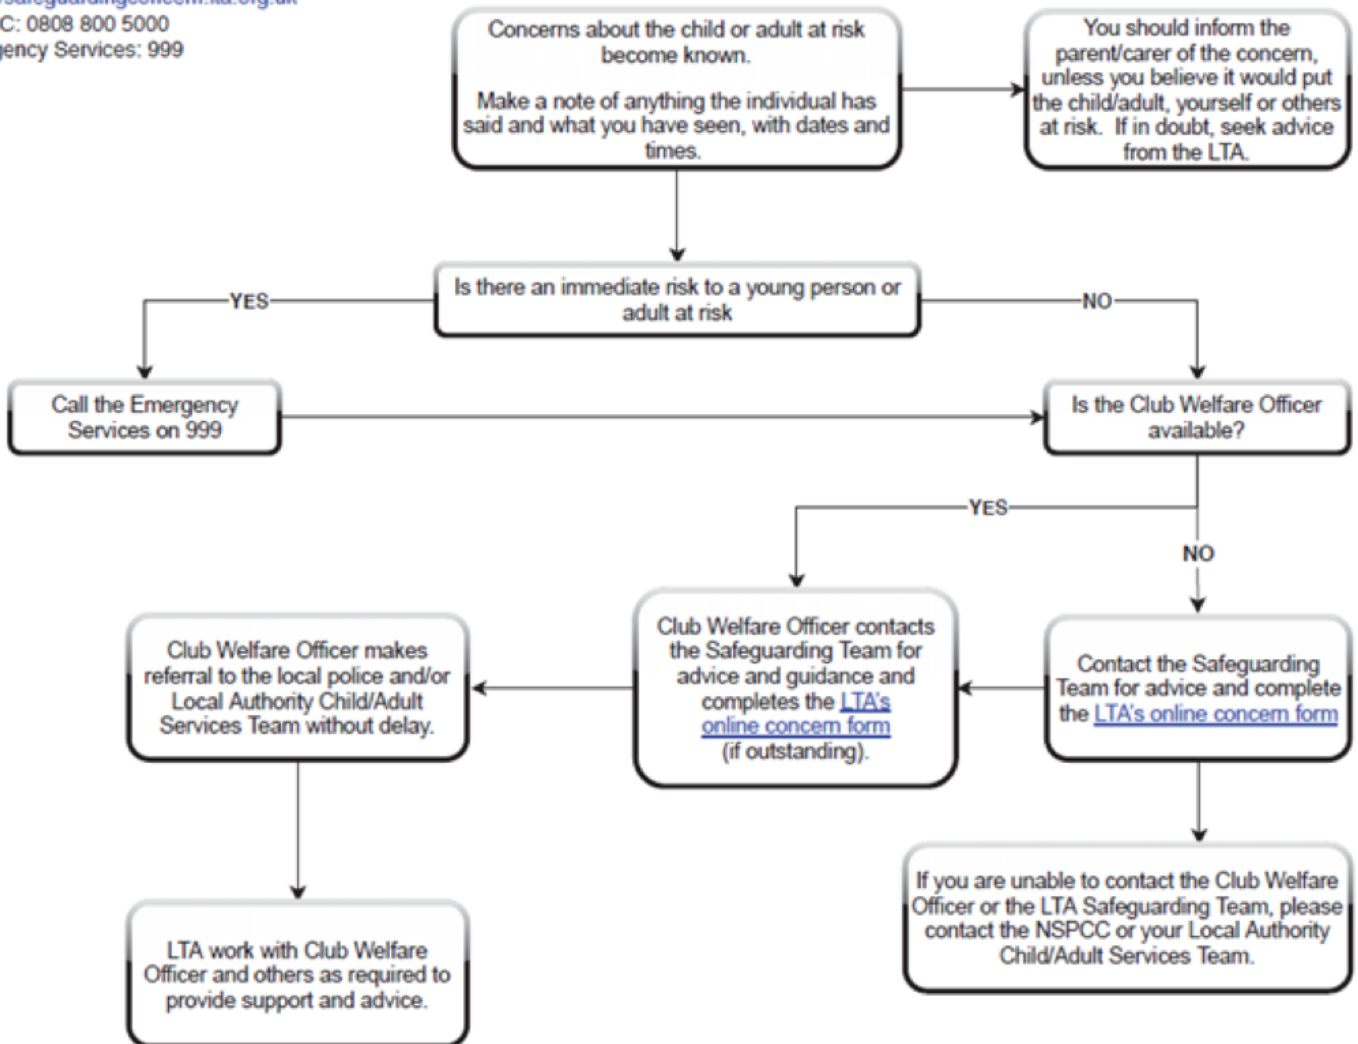 C: 0808 800 5000
Services: 999
Concerns about the child or adult at risk
become known.
Make a note of anything the individual has
said and what you have seen, with dates and
times.
You should inform the
parent/carer of the concern,
unless you believe it would put
the child/adult, yourself or others
at risk. If in doubt, seek advice
from the LTA.
Is there an immediate risk to a young person or
adult at risk
YES
NO
Call the Emergency
Services on 999
Is the Club Welfare Officer
available?
YES
NO
Club Welfare Officer makes
referral to the local police and/or
Local Authority Child/Adult
Services Team without delay.
Club Welfare Officer contacts
the Safeguarding Team for
advice and guidance and
completes the LTA's
online concern form
(if outstanding).
Contact the Safeguarding
Team for advice and complete
the LTA's online concern form
LTA work with Club Welfare
Officer and others as required to
provide support and advice.
If you are unable to contact the Club Welfare
Officer or the LTA Safeguarding Team, please
contact the NSPCC or your Local Authority
Child/Adult Services Team.